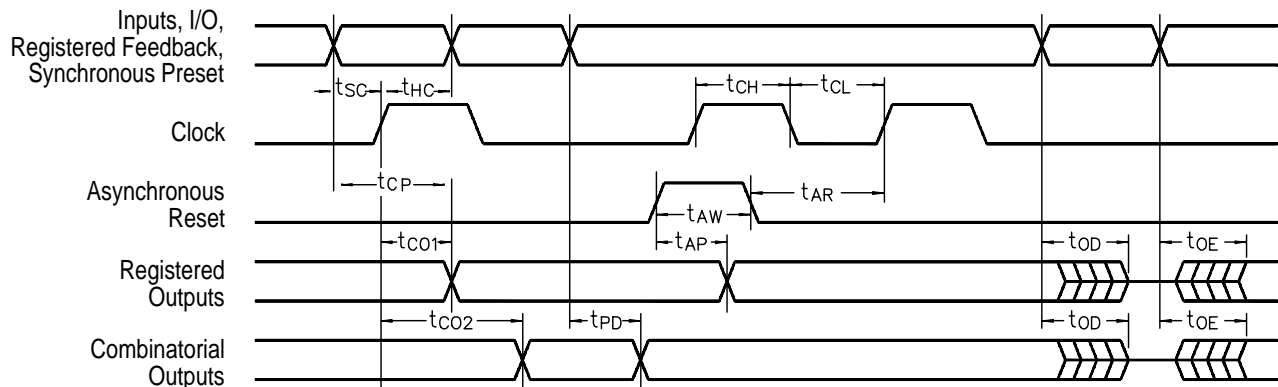 Inputs, I/O,
Registered Feedback,
Synchronous Preset
tSC
tHC
tCH
tCL
Clock
tCP
Asynchronous
Reset
tAR
tAW
tCO1
tAP
tOD
tOE
Registered
Outputs
tCO2
tPD
tOD
tOE
Combinatorial
Outputs